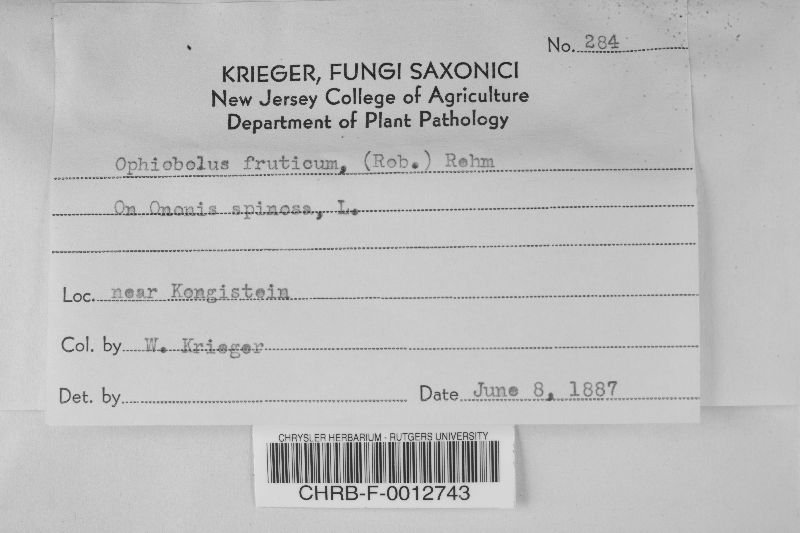 No. 284
KRIEGER, FUNGI SAXONICI
New Jersey College of Agriculture
Department of Plant Pathology
Ophiobolus fruticum, (Rob.) Rehm
On Ononis spinosa, L.
Loc. near Kongistein
Col. by W. Krieger
Det. by
Date June 8, 1887
CHRYSLER HERBARIUM - RUTGERS UNIVERSITY
CHRB-F-0012743